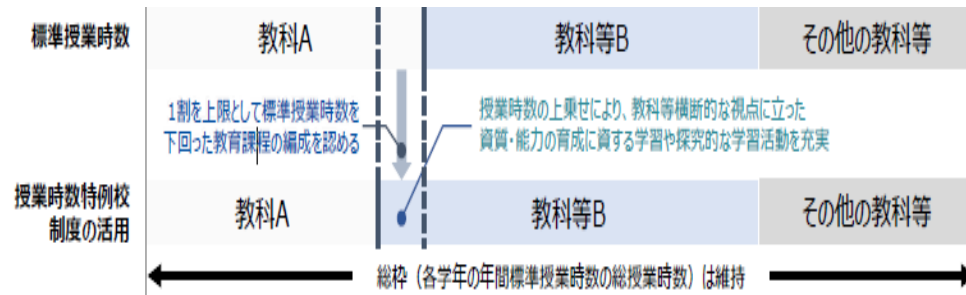 標準授業時数
教科A
教科等B
その他の教科等
1割を上限として標準授業時数を
下回った教育課程の編成を認める
授業時数の上乗せにより、教科等横断的な視点に立った
資質・能力の育成に資する学習や探究的な学習活動を充実
授業時数特例校
制度の活用
教科A
教科等B
その他の教科等
総枠（各学年の年間標準授業時数の総授業時数）は維持